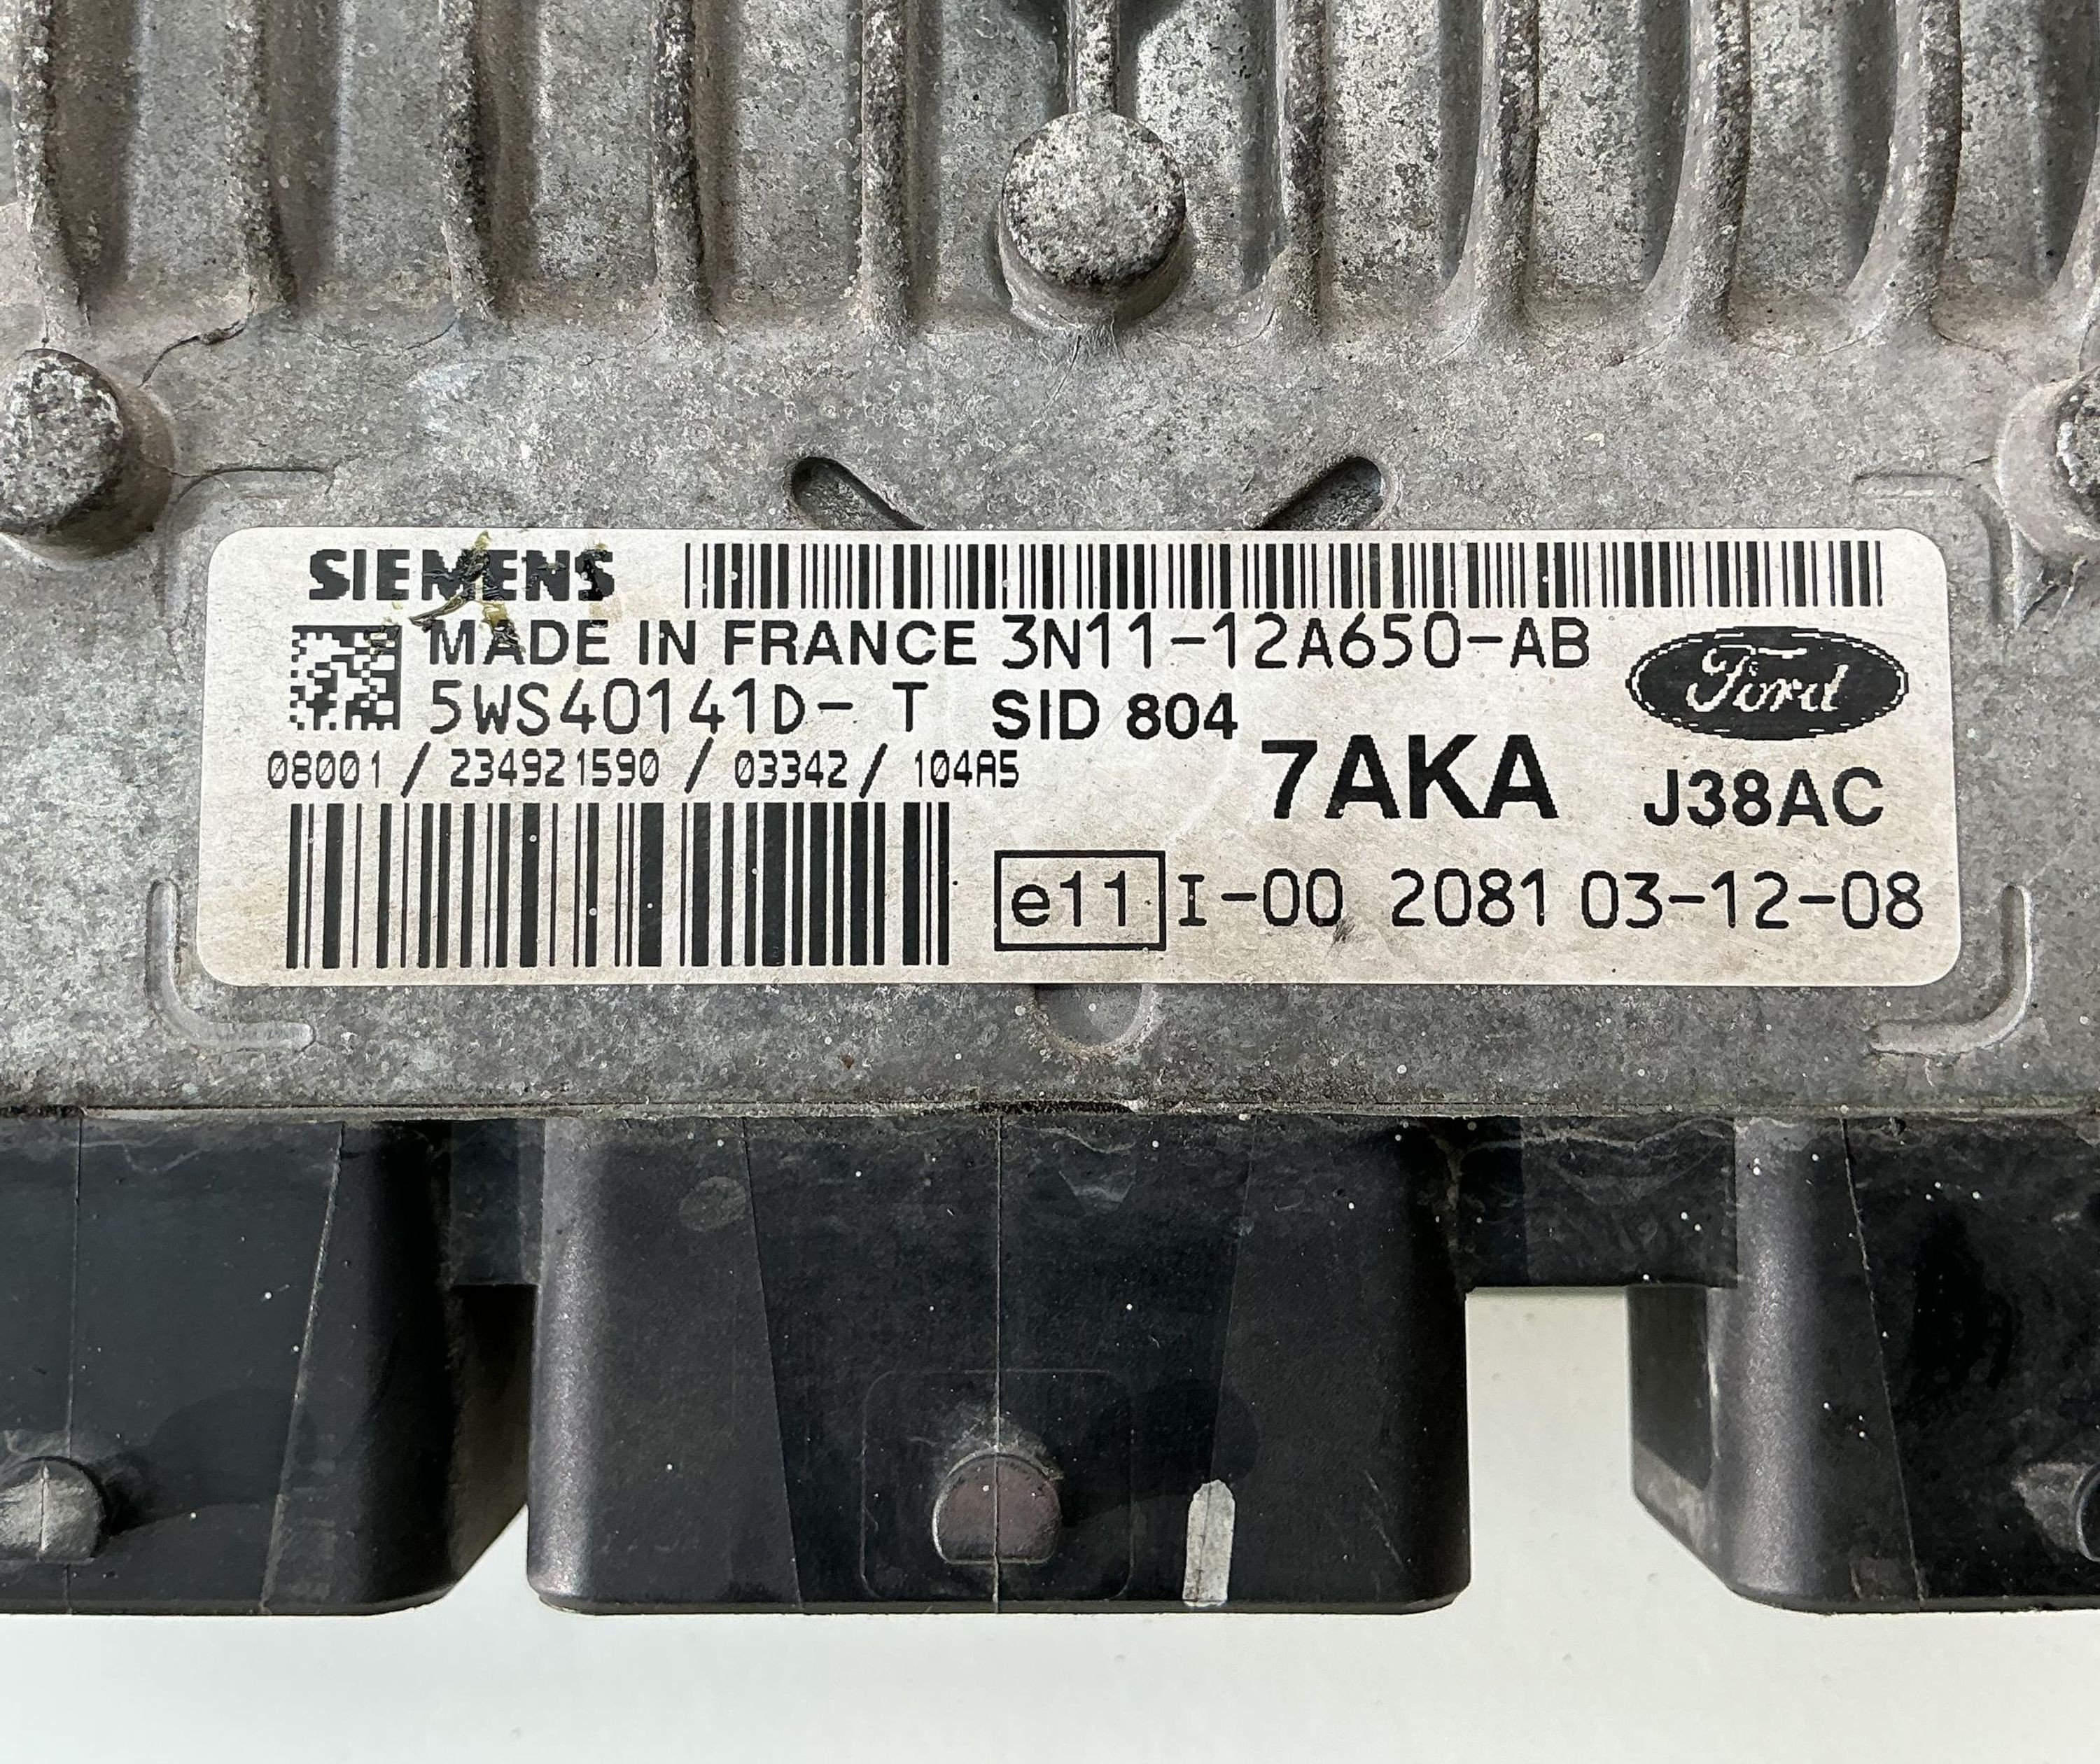 SIEMENS
MADE IN FRANCE 3N11-12A650-AB
Ford
5WS40141D- T SID 804
08001 / 234921590 / 03342 / 104A5
7AKA J38AC
e11 I-00 2081 03-12-08